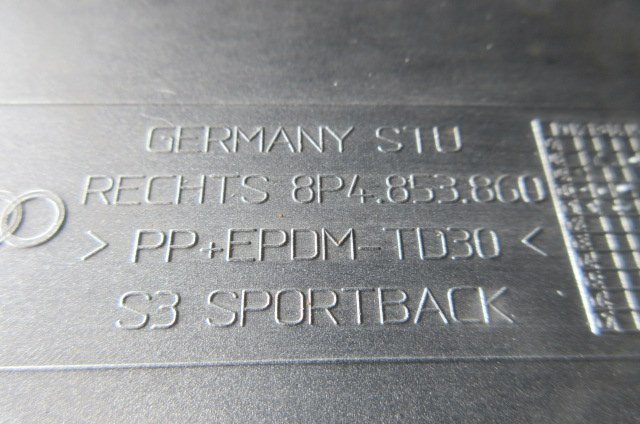 GERMANY STU
RECHTS 8P4.853.860
> PP+EPDM-TD30 <
S3 SPORTBACK